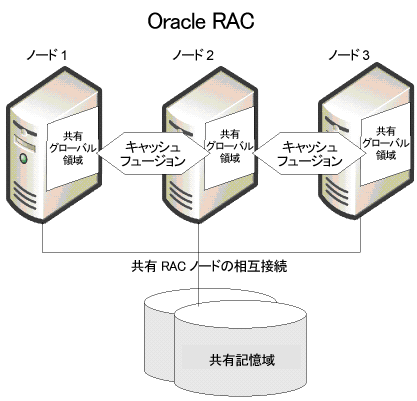 Oracle RAC
ノード 1
ノード 2
ノード 3
共有
グローバル
領域
キャッシュ
フュージョン
共有
グローバル
領域
キャッシュ
フュージョン
共有
グローバル
領域
共有 RAC ノードの相互接続
共有記憶域